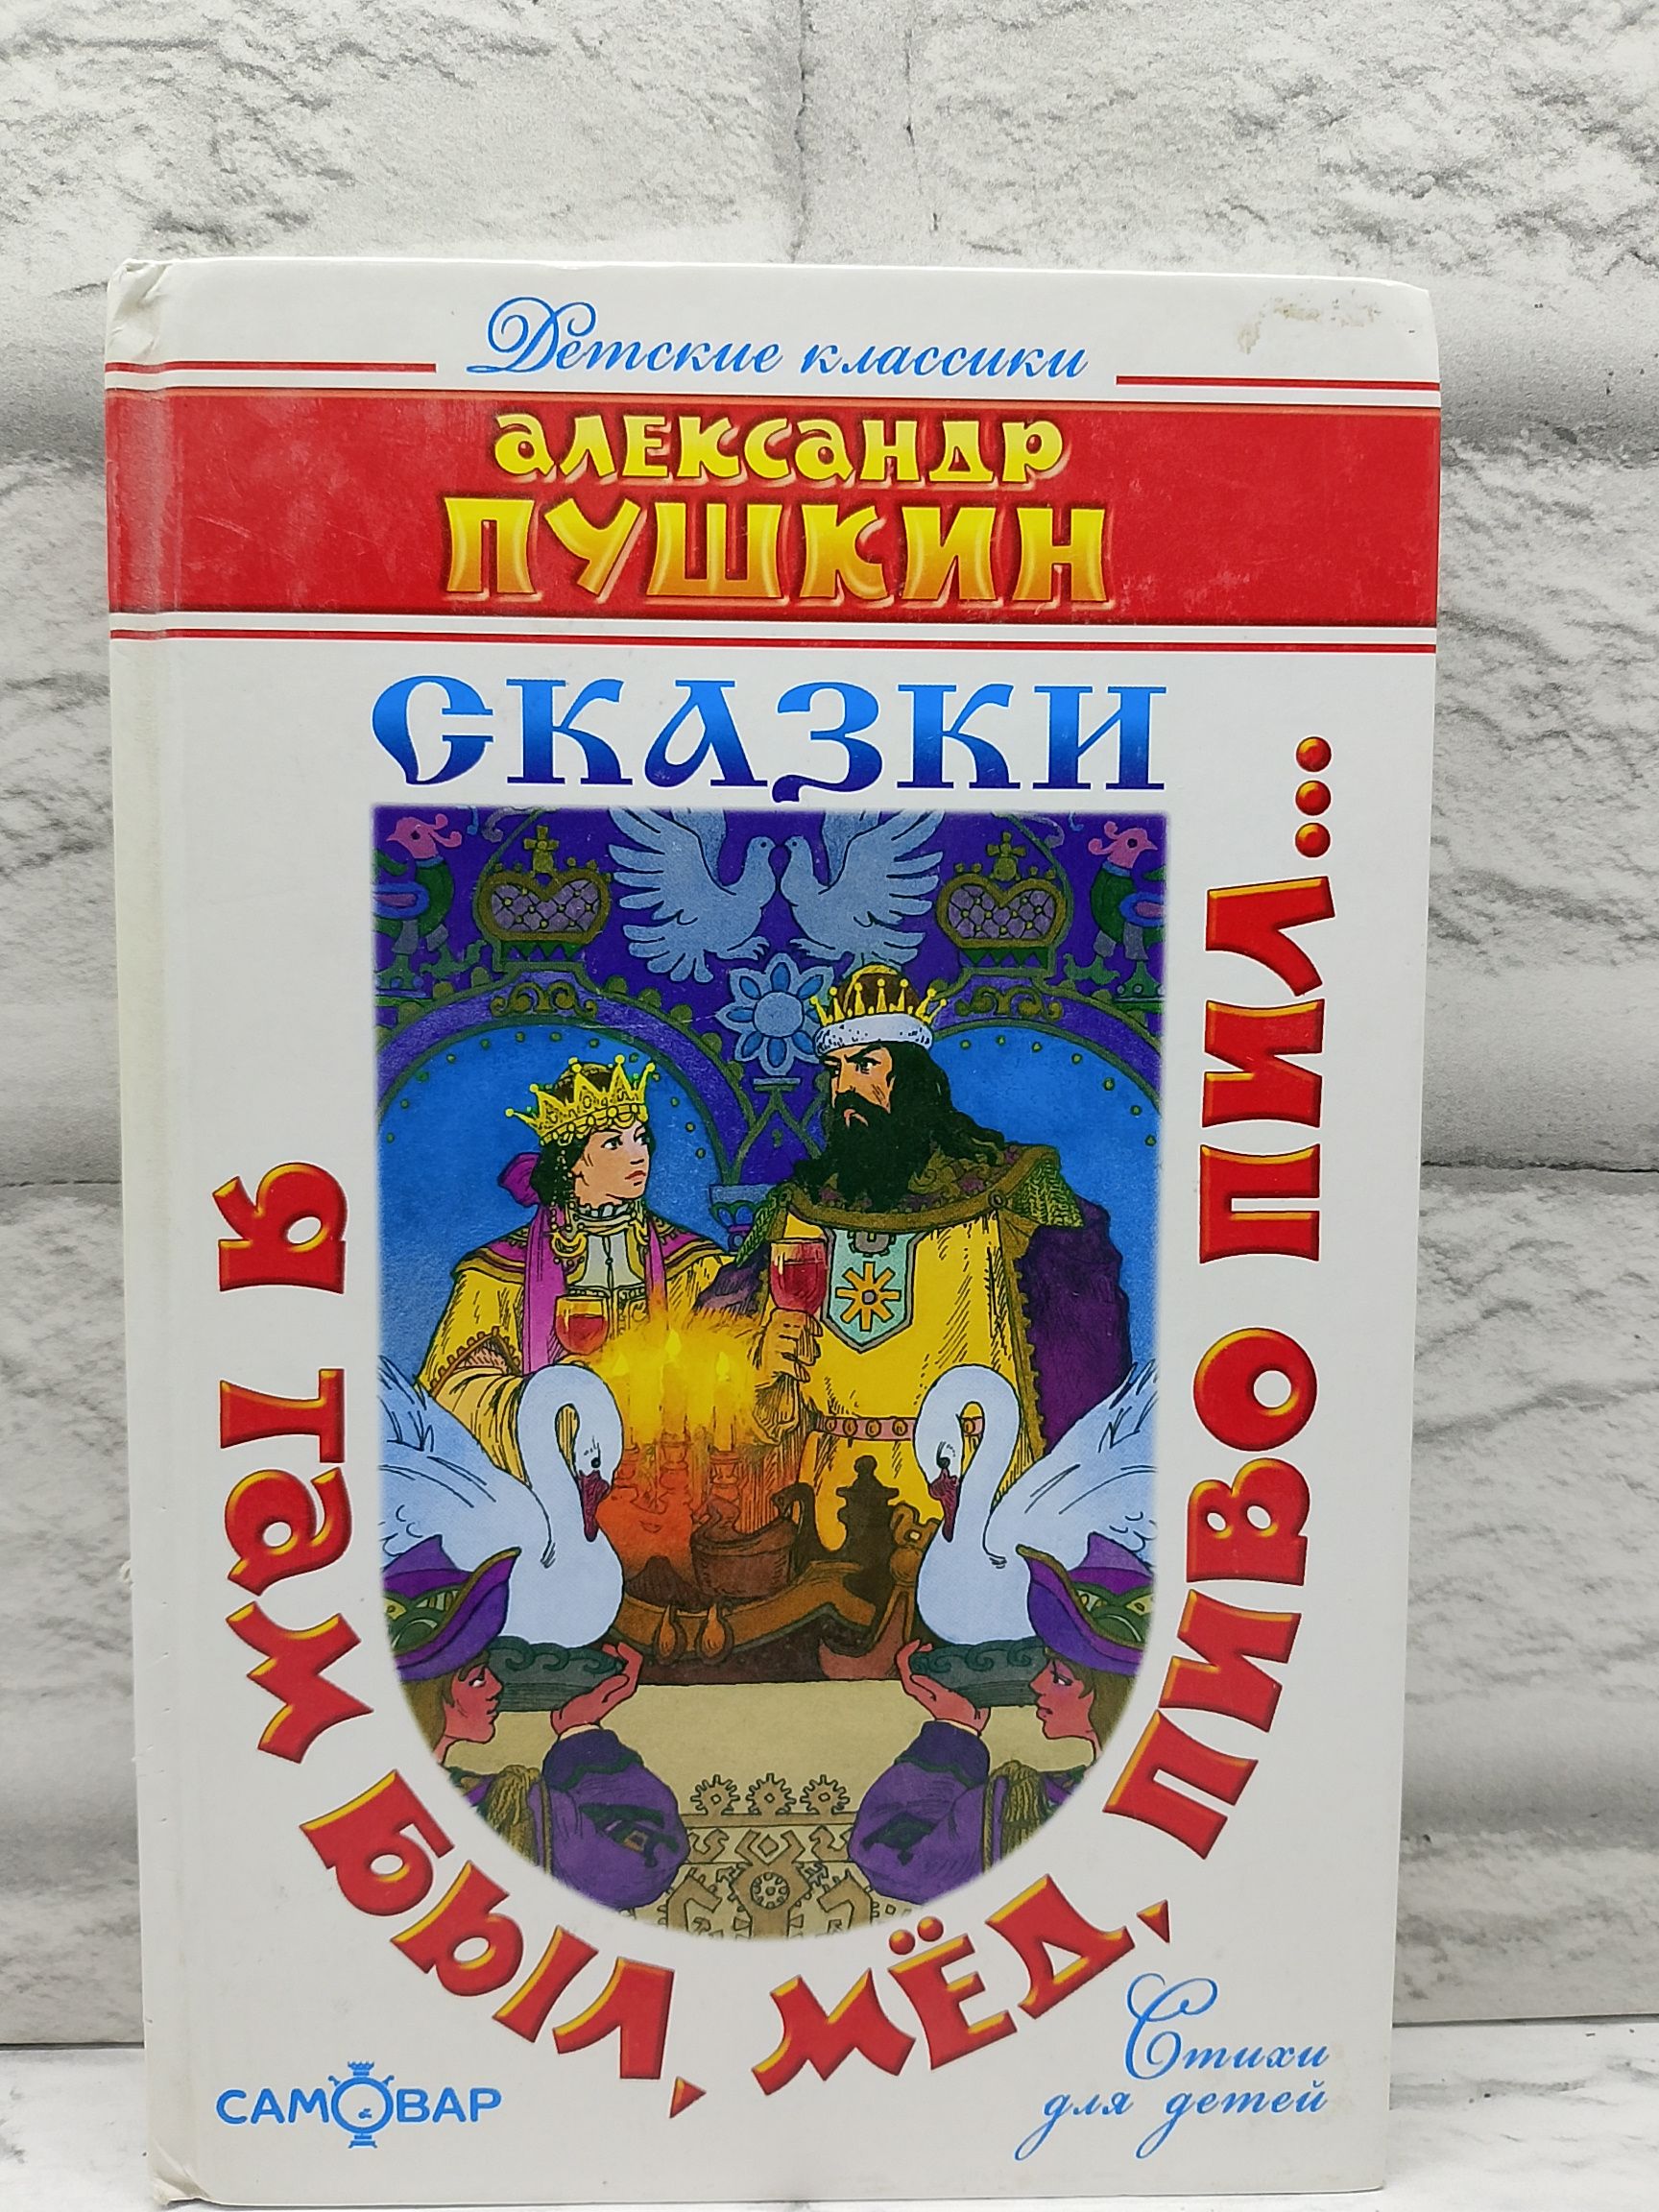 Детские классики
АЛЕКСАНДР
ПУШКИН
СКАЗКИ
Я ТАМ БЫЛ, МЁД, ПИВО ПИЛ...
Стихи
для детей
САМОВАР